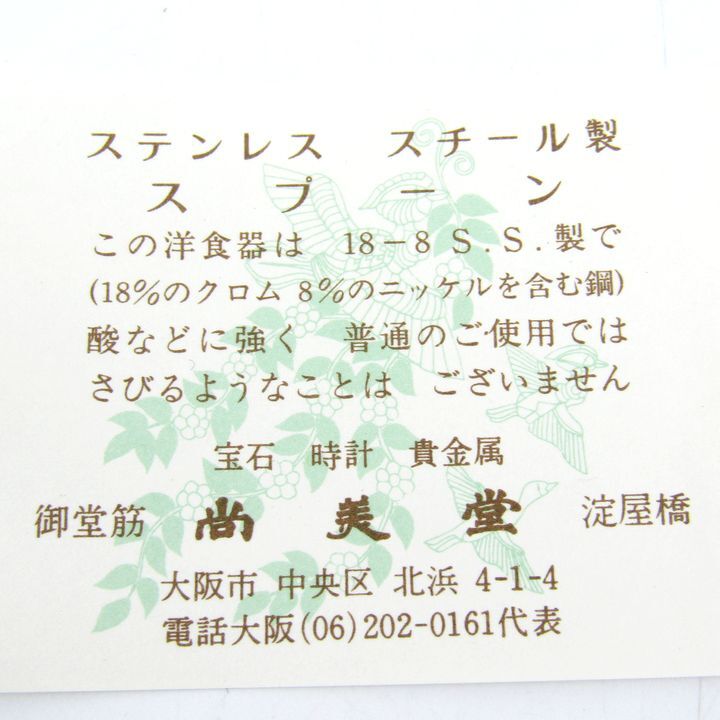 ステンレス スチール製
スプーン
この洋食器は 18-8 S.S.製で
(18%のクロム 8%のニッケルを含む鋼)
酸などに強く 普通のご使用では
さびるようなことは ございません
宝石 時計 貴金属
御堂筋 尚美堂 淀屋橋
大阪市 中央区 北浜 4-1-4
電話大阪(06)202-0161代表